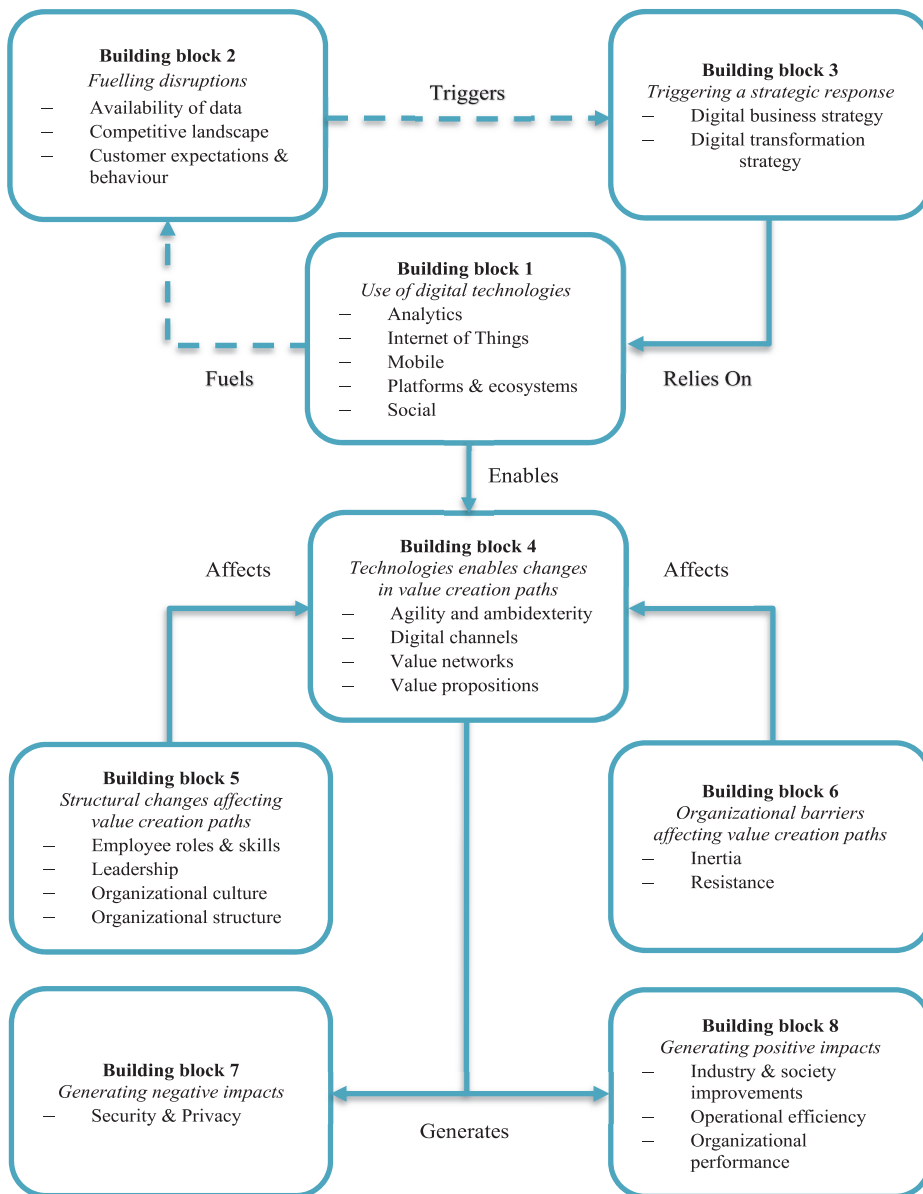 Building block 2
Fuelling disruptions
— Availability of data
— Competitive landscape
— Customer expectations &
behaviour
Triggers
Building block 3
Triggering a strategic response
— Digital business strategy
— Digital transformation
strategy
Building block 1
Use of digital technologies
— Analytics
— Internet of Things
— Mobile
— Platforms & ecosystems
— Social
Fuels
Relies On
Enables
Building block 4
Technologies enables changes
in value creation paths
— Agility and ambidexterity
— Digital channels
— Value networks
— Value propositions
Affects
Affects
Building block 5
Structural changes affecting
value creation paths
— Employee roles & skills
— Leadership
— Organizational culture
— Organizational structure
Building block 6
Organizational barriers
affecting value creation paths
— Inertia
— Resistance
Building block 7
Generating negative impacts
— Security & Privacy
Generates
Building block 8
Generating positive impacts
— Industry & society
improvements
— Operational efficiency
— Organizational
performance